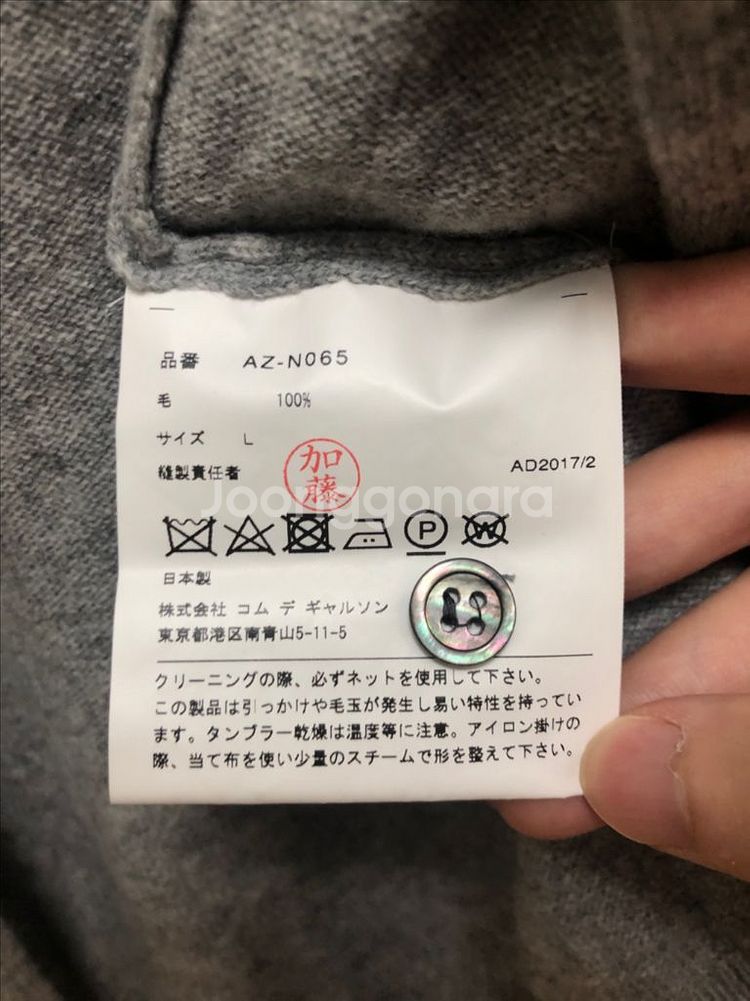 品番 AZ-N065
毛 100%
サイズ L
縫製責任者 加藤 AD2017/2
Joonggonara
P W
日本製
株式会社 コム デ ギャルソン
東京都港区南青山5-11-5
クリーニングの際、必ずネットを使用して下さい。
この製品は引っかけや毛玉が発生し易い特性を持ってい
ます。タンブラー乾燥は温度等に注意。アイロン掛けの
際、当て布を使い少量のスチームで形を整えて下さい。